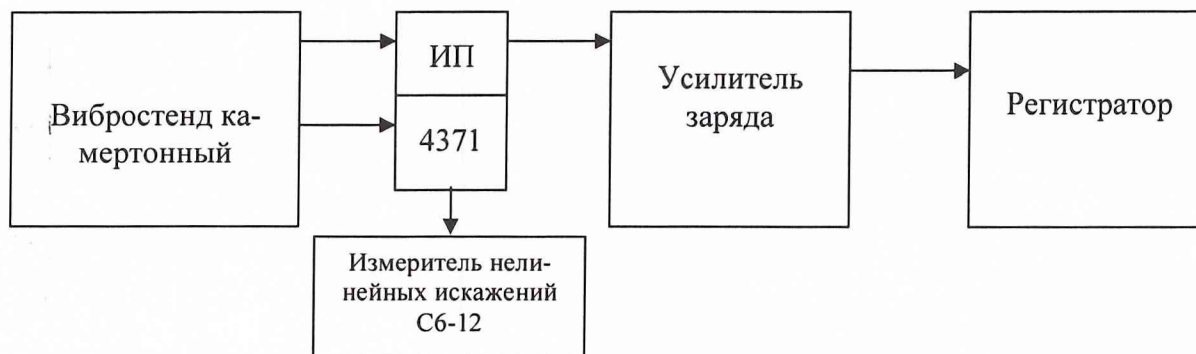 Вибростенд ка-
мертонный
ИП
4371
Усилитель
заряда
Регистратор
Измеритель нели-
нейных искажений
С6-12